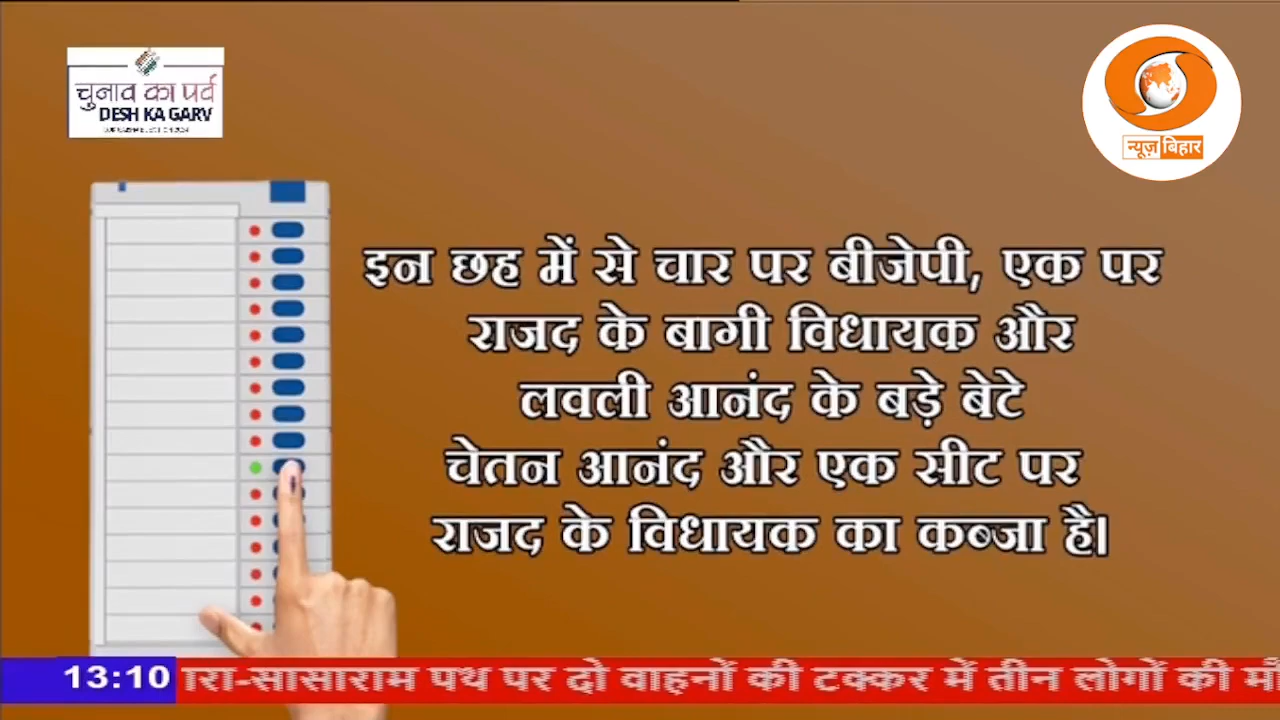 चुनाव का पर्व
DESH KA GARV
न्यूज़ बिहार
इन छह में से चार पर बीजेपी, एक पर
राजद के बागी विधायक और
लवली आनंद के बड़े बेटे
चेतन आनंद और एक सीट पर
राजद के विधायक का कब्जा है।
13:10
रा-सासाराम पथ पर दो वाहनों की टक्कर में तीन लोगों की